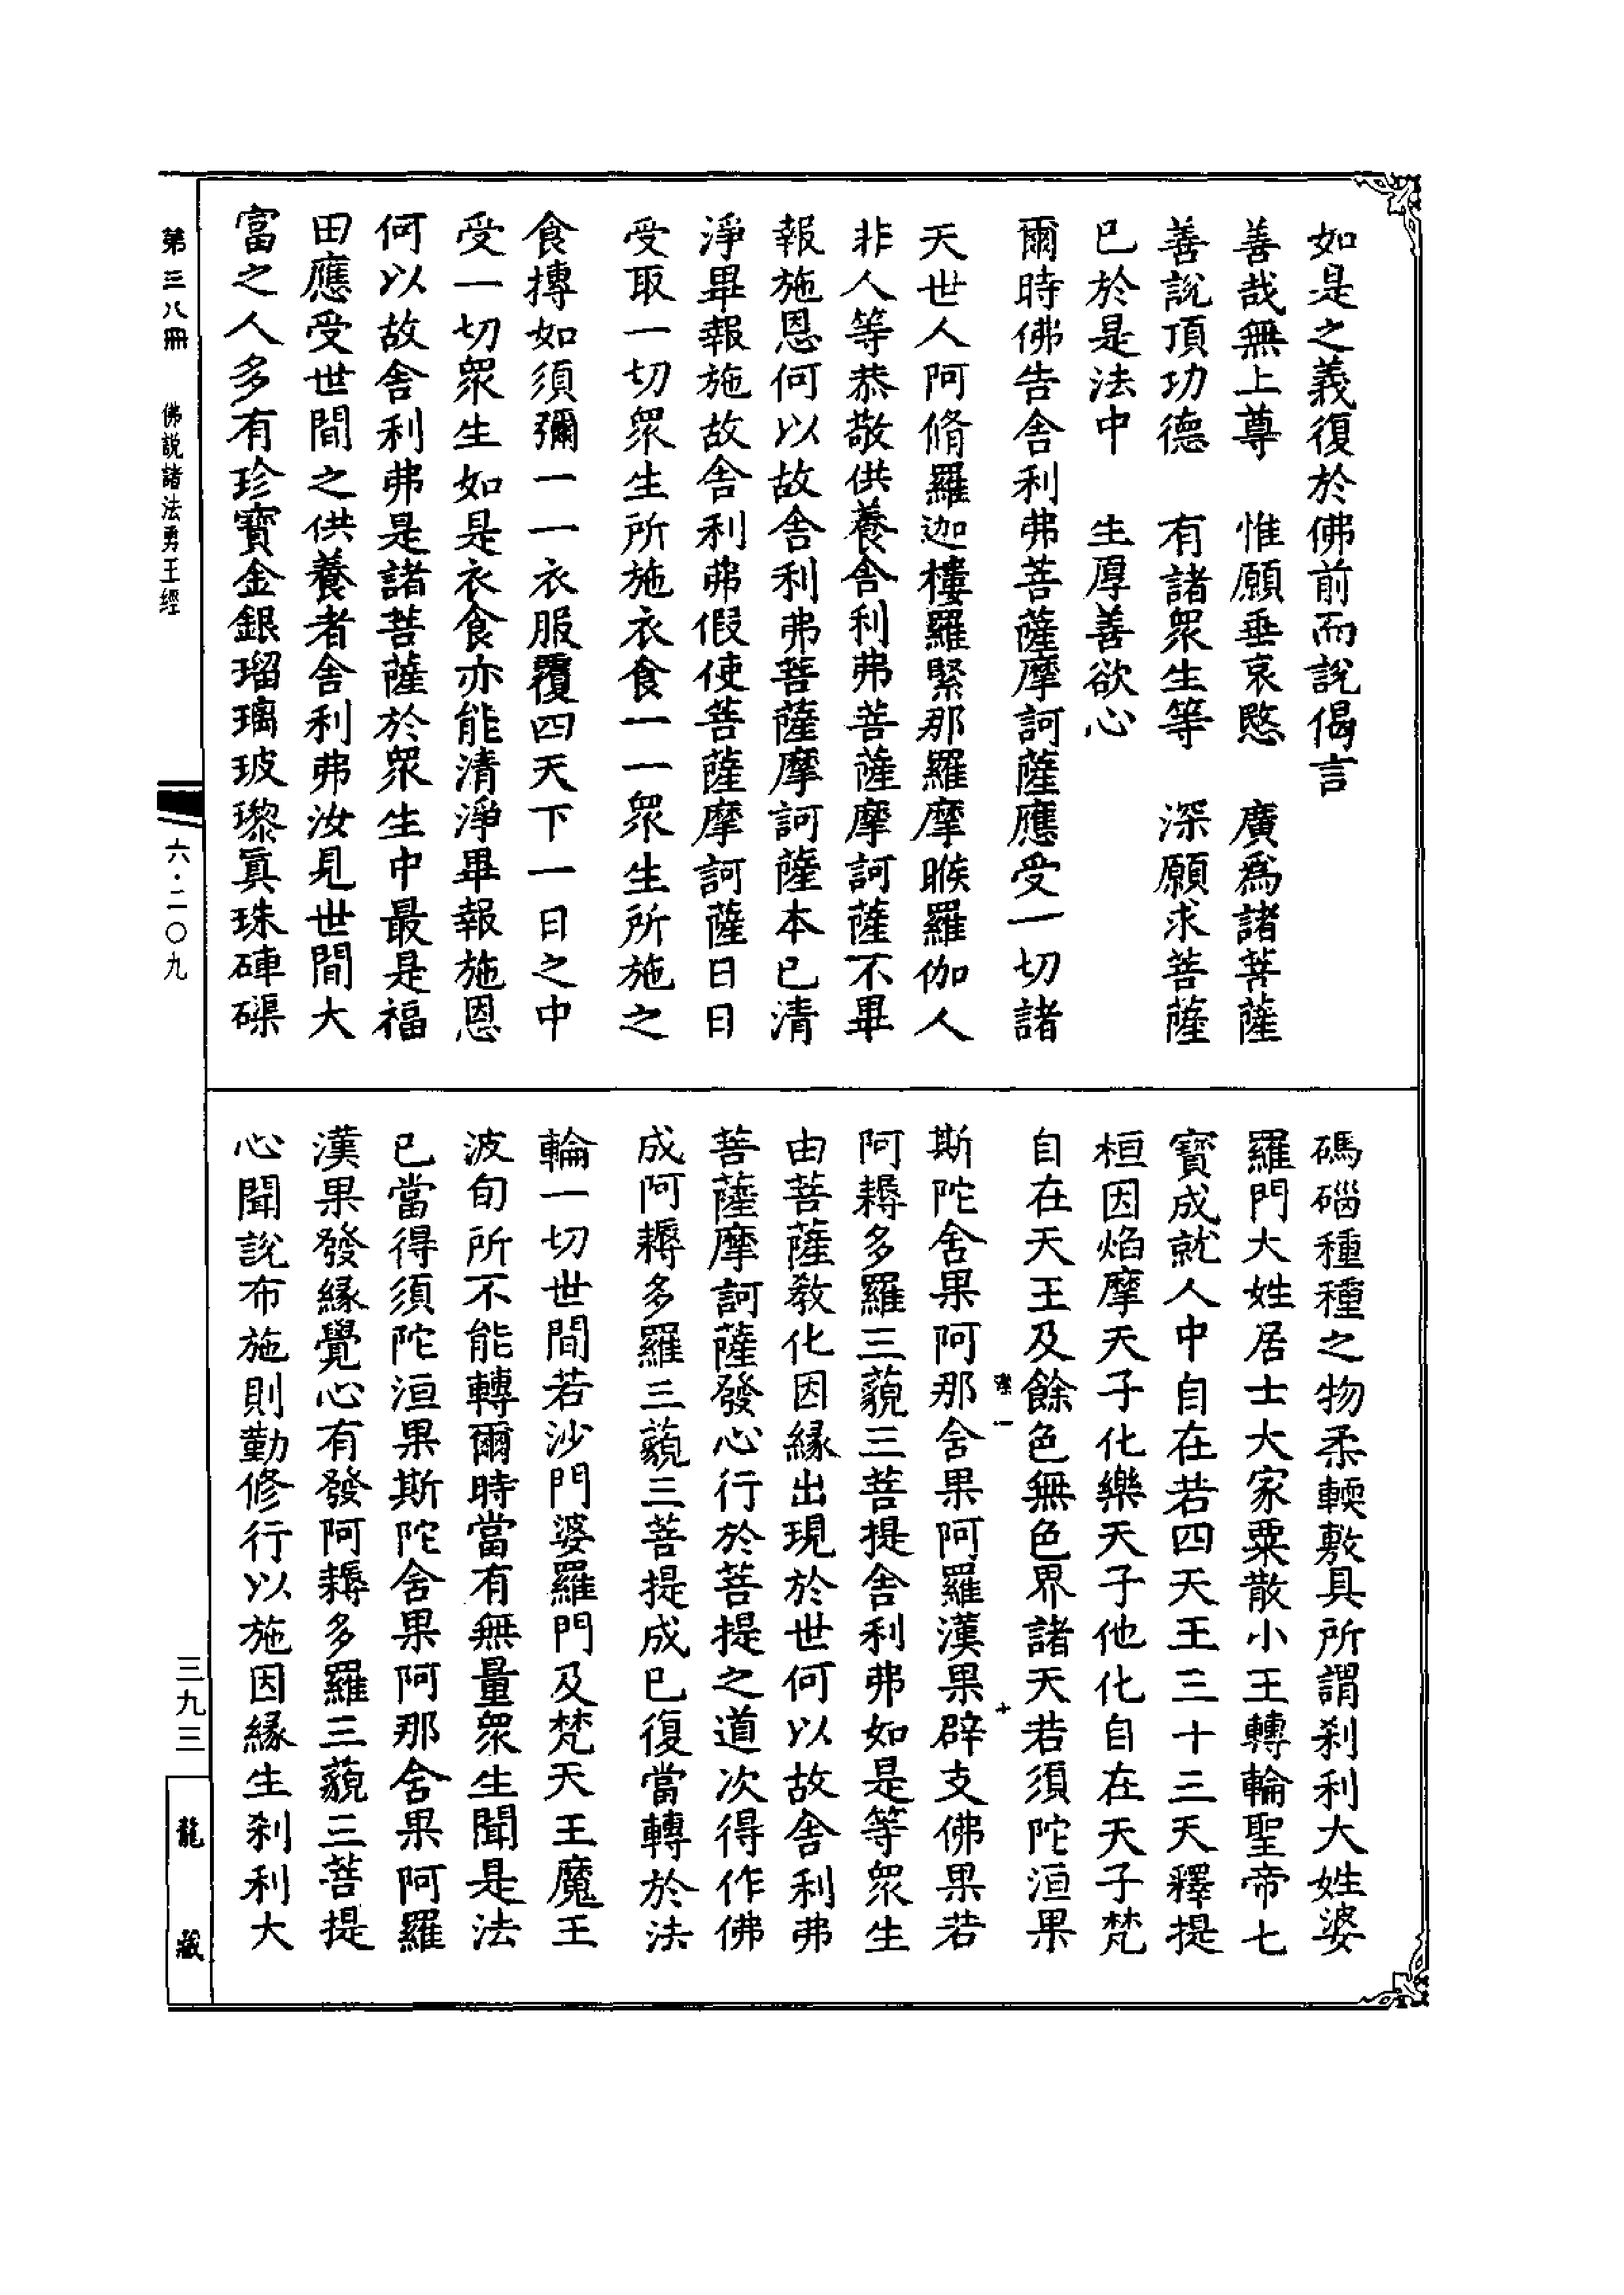 如是之義復於佛前而說偈言
善哉無上尊　惟願垂哀愍　廣爲諸菩薩
善說頂功德　有諸眾生等　深願求菩薩
已於是法中　生厚善欲心
爾時佛告舍利弗菩薩摩訶薩應受一切諸
天世人阿脩羅迦樓羅緊那羅摩睺羅伽人
非人等恭敬供養舍利弗菩薩摩訶薩不畢
報施恩何以故舍利弗菩薩摩訶薩本已清
淨畢報施故舍利弗假使菩薩摩訶薩日日
受取一切眾生所施衣食一一眾生所施之
食摶如須彌一一衣服覆四天下一日之中
受一切眾生如是衣食亦能清淨畢報施恩
何以故舍利弗是諸菩薩於眾生中最是福
田應受世間之供養者舍利弗汝見世間大
富之人多有珍寶金銀瑠璃玻瓈真珠硨磲
碼碯種種之物柔輭敷具所謂剎利大姓婆
羅門大姓居士大家粟散小王轉輪聖帝七
寶成就人中自在若四天王三十三天釋提
桓因焰摩天子化樂天子他化自在天子梵
自在天王及餘色無色界諸天若須陀洹果
斯陀含果阿那含果阿羅漢果辟支佛果若
阿耨多羅三藐三菩提舍利弗如是等眾生
由菩薩教化因緣出現於世何以故舍利弗
菩薩摩訶薩發心行於菩提之道次得作佛
成阿耨多羅三藐三菩提成已復當轉於法
輪一切世間若沙門婆羅門及梵天王魔王
波旬所不能轉爾時當有無量眾生聞是法
已當得須陀洹果斯陀含果阿那含果阿羅
漢果發緣覺心有發阿耨多羅三藐三菩提
心聞說布施則勤修行以施因緣生剎利大
第三八冊　佛說諸法勇王經
六·二〇九
三九三
龍藏